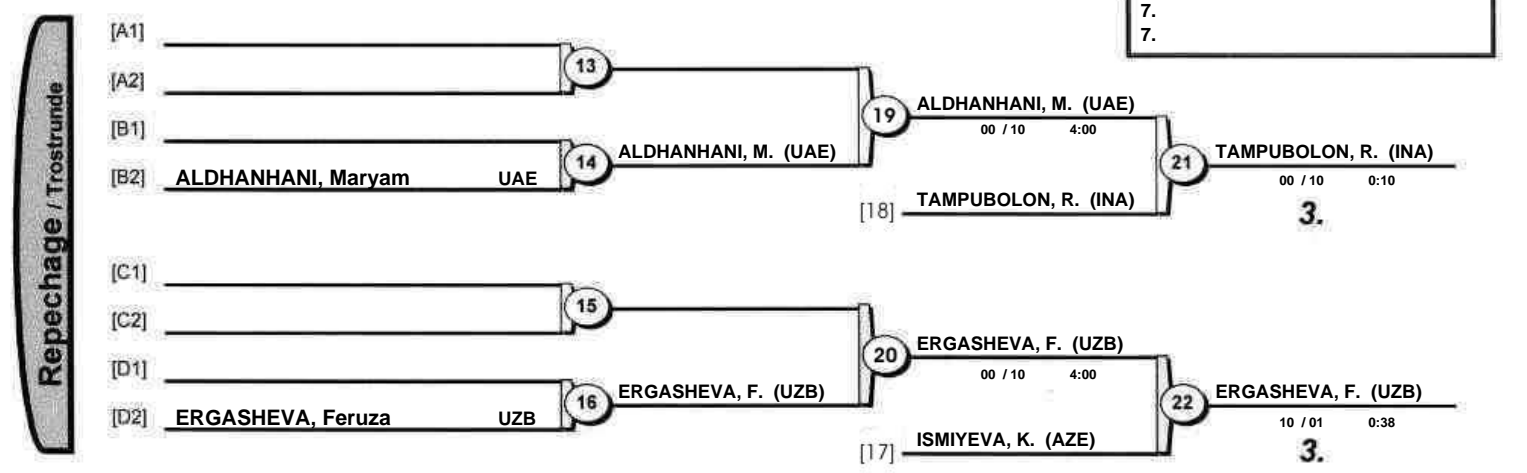 7.
7.
Repechage / Trostrunde
[A1]
[A2]
13
[B1]
[B2] ALDHANHANI, Maryam UAE
14
ALDHANHANI, M. (UAE)
19
ALDHANHANI, M. (UAE)
00 / 10 4:00
[18] TAMPUBOLON, R. (INA)
21
TAMPUBOLON, R. (INA)
00 / 10 0:10
3.
[C1]
[C2]
15
[D1]
[D2] ERGASHEVA, Feruza UZB
16
ERGASHEVA, F. (UZB)
20
ERGASHEVA, F. (UZB)
00 / 10 4:00
[17] ISMIYEVA, K. (AZE)
22
ERGASHEVA, F. (UZB)
10 / 01 0:38
3.